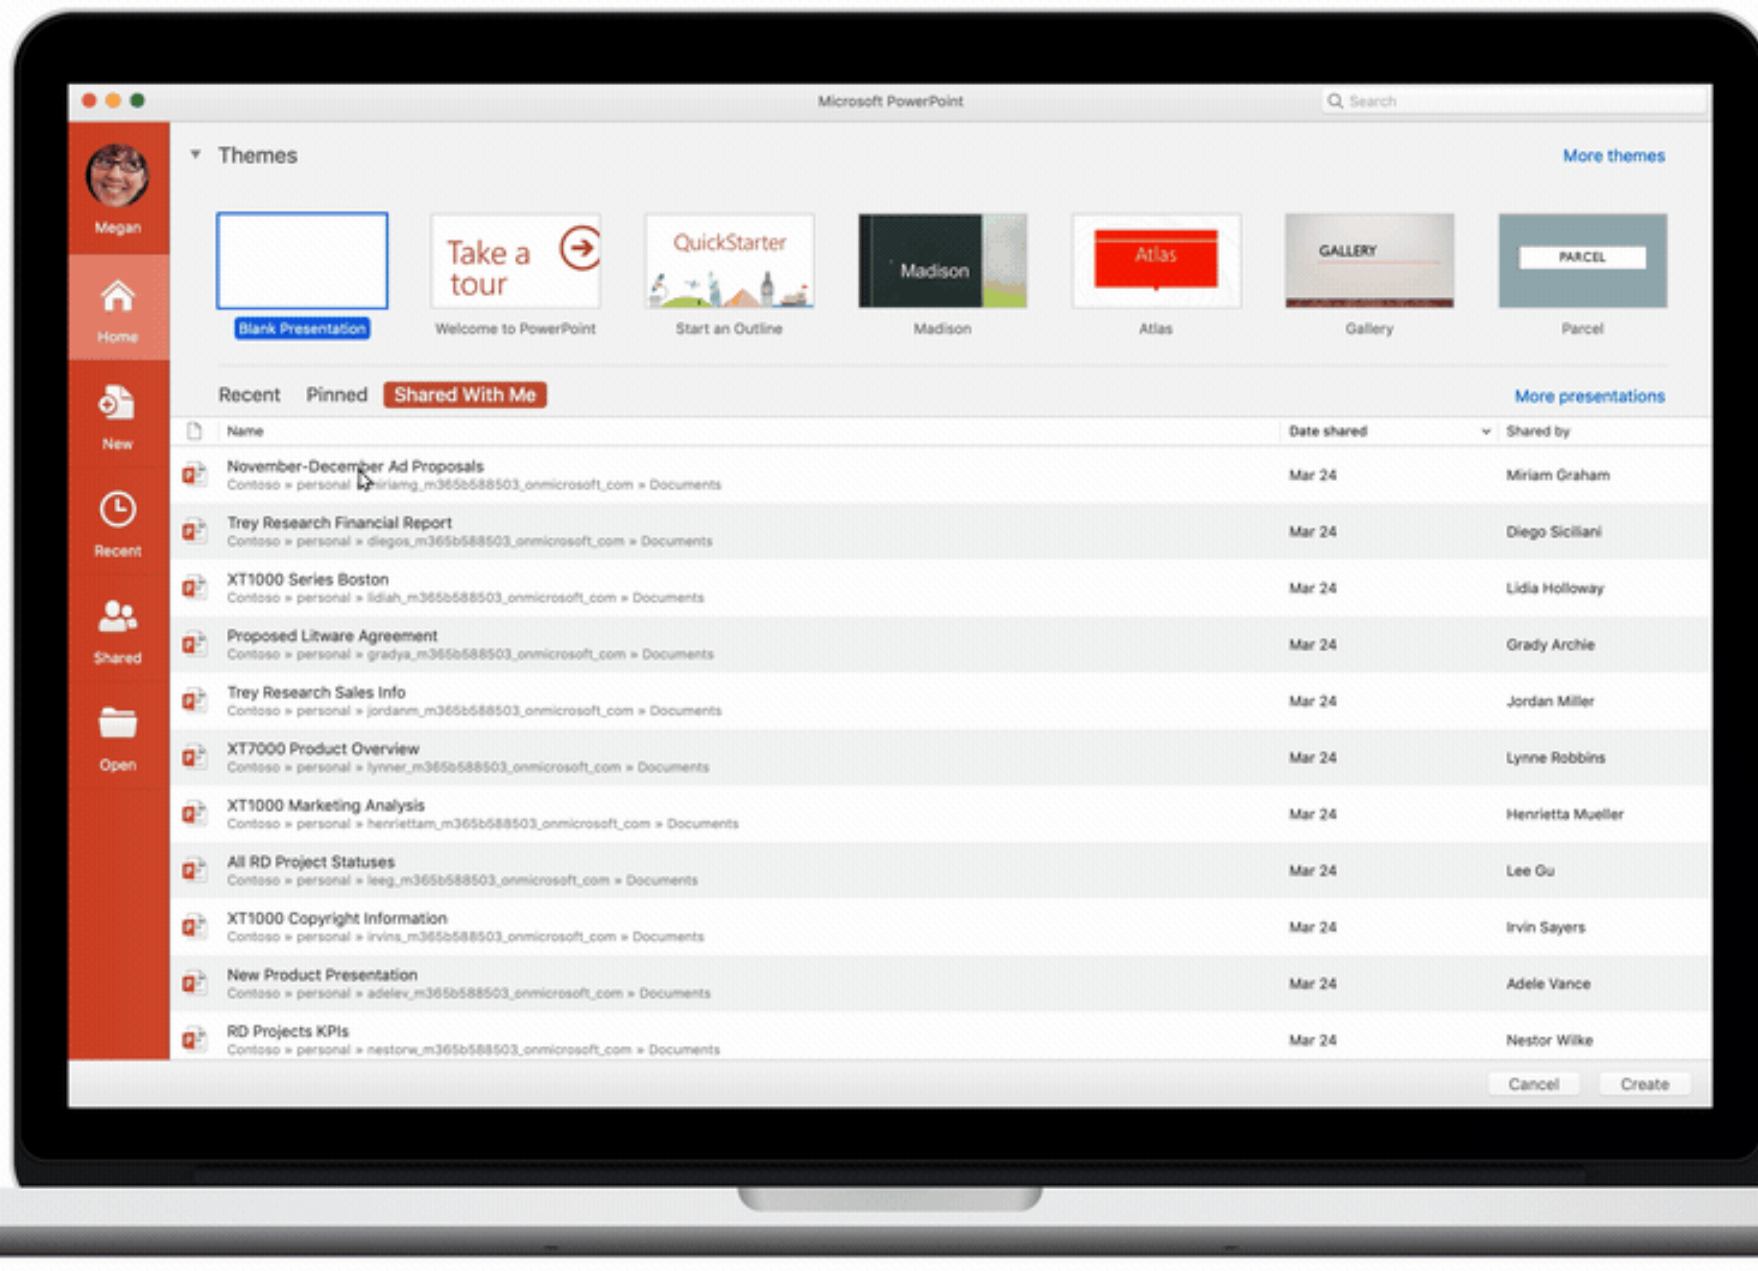 Microsoft PowerPoint
Search
Megan
Home
New
Recent
Shared
Open
Themes
More themes
Take a
tour
QuickStarter
Madison
Atlas
GALLERY
PARCEL
Blank Presentation
Welcome to PowerPoint
Start an Outline
Madison
Atlas
Gallery
Parcel
Recent Pinned Shared With Me
More presentations
Name Date shared Shared by
November-December Ad Proposals
Contoso » personal miriamg_m365b588503_onmicrosoft_com » Documents
Mar 24 Miriam Graham
Trey Research Financial Report
Contoso » personal » diegos_m365b588503_onmicrosoft_com » Documents
Mar 24 Diego Siciliani
XT1000 Series Boston
Contoso » personal » lidiah_m365b588503_onmicrosoft_com » Documents
Mar 24 Lidia Holloway
Proposed Litware Agreement
Contoso » personal » gradya_m365b588503_onmicrosoft_com » Documents
Mar 24 Grady Archie
Trey Research Sales Info
Contoso » personal » jordanm_m365b588503_onmicrosoft_com » Documents
Mar 24 Jordan Miller
XT7000 Product Overview
Contoso » personal » lynner_m365b588503_onmicrosoft_com » Documents
Mar 24 Lynne Robbins
XT1000 Marketing Analysis
Contoso » personal » henriettam_m365b588503_onmicrosoft_com » Documents
Mar 24 Henrietta Mueller
All RD Project Statuses
Contoso » personal » leeg_m365b588503_onmicrosoft_com » Documents
Mar 24 Lee Gu
XT1000 Copyright Information
Contoso » personal » irvins_m365b588503_onmicrosoft_com » Documents
Mar 24 Irvin Sayers
New Product Presentation
Contoso » personal » adelev_m365b588503_onmicrosoft_com » Documents
Mar 24 Adele Vance
RD Projects KPIs
Contoso » personal » nestorw_m365b588503_onmicrosoft_com » Documents
Mar 24 Nestor Wilke
Cancel Create